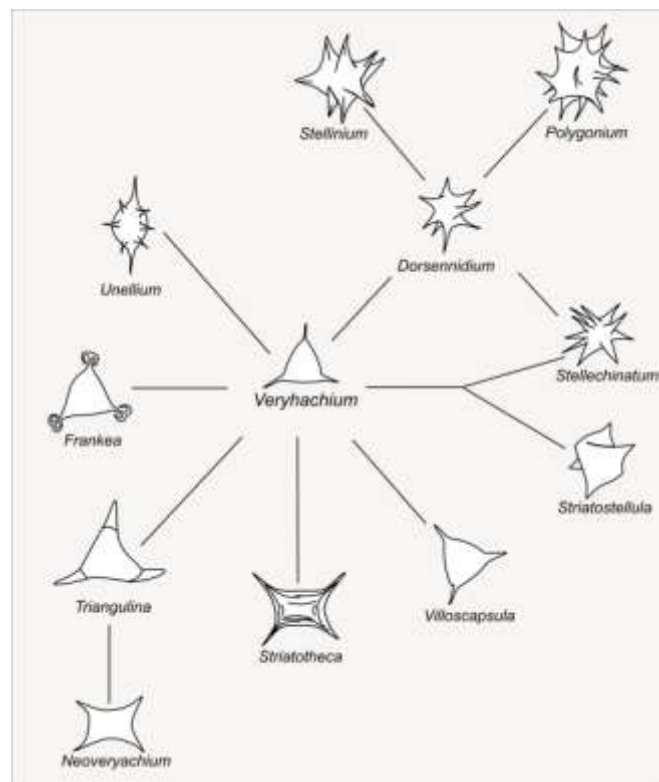 Stellinium
Polygonium
Dorsennidium
Unellium
Stellechinatum
Veryhachium
Frankea
Striatostellula
Triangulina
Villoscapsula
Striatotheca
Neoveryachium